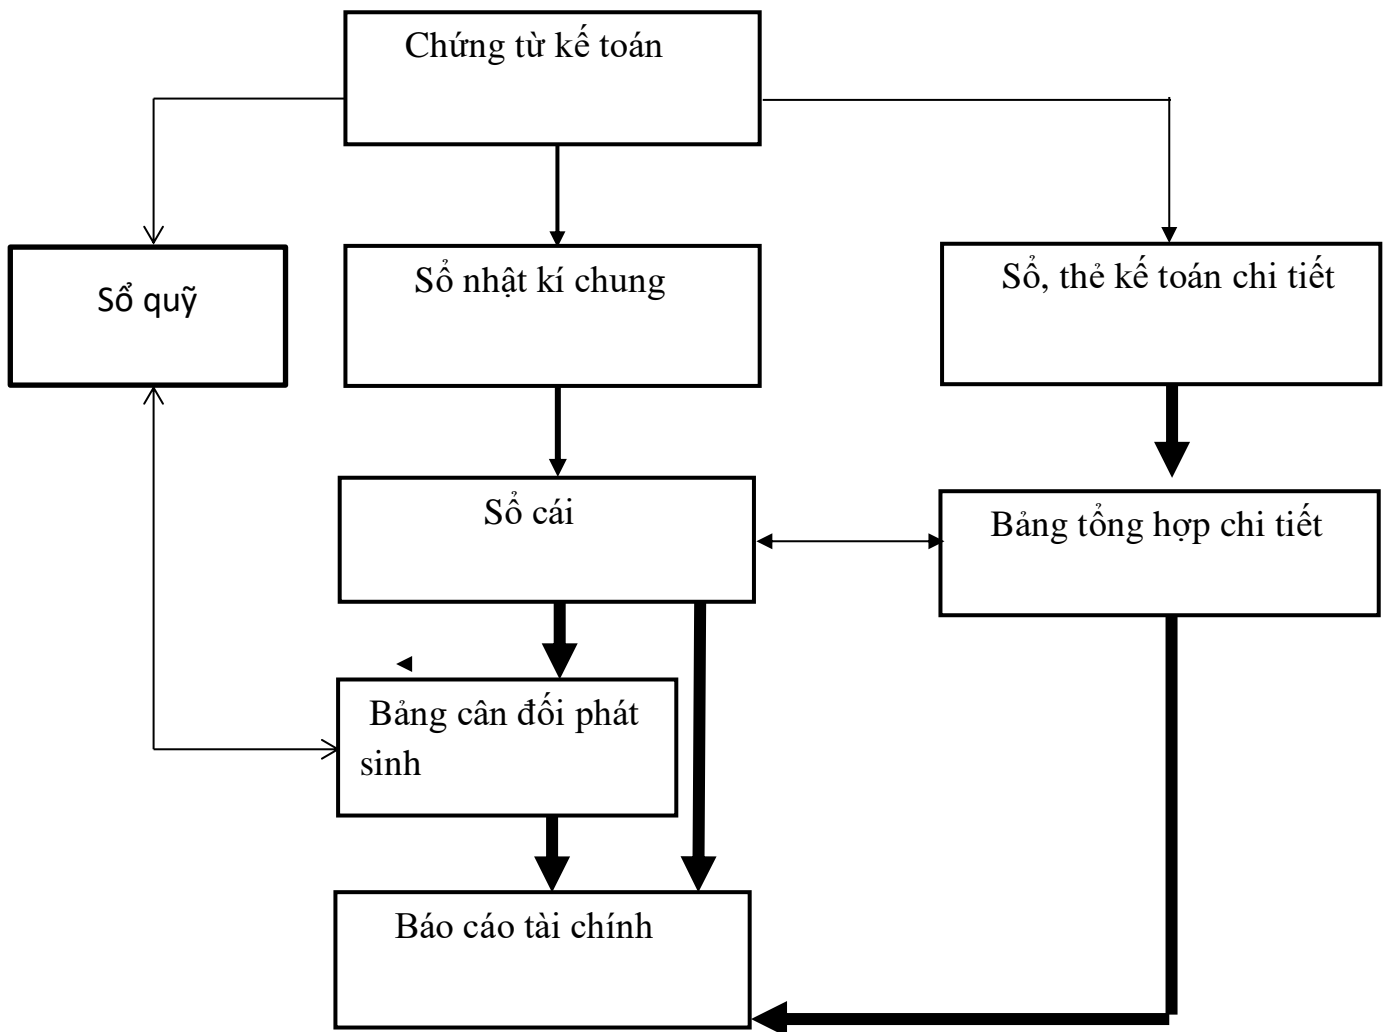 Chứng từ kế toán
Sổ quỹ
Sổ nhật kí chung
Sổ, thẻ kế toán chi tiết
Sổ cái
Bảng tổng hợp chi tiết
Bảng cân đối phát
sinh
Báo cáo tài chính